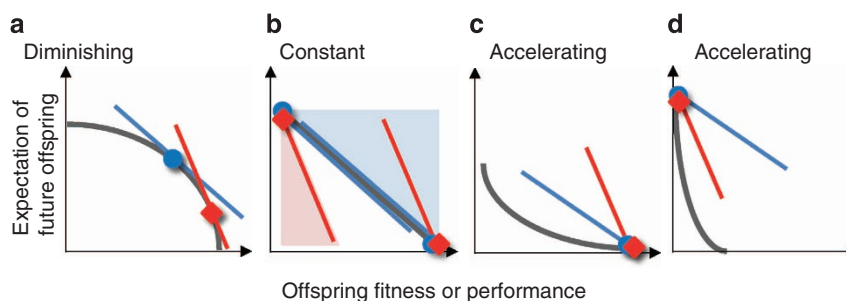 a
Diminishing
b
Constant
c
Accelerating
d
Accelerating
Expectation of
future offspring
Offspring fitness or performance